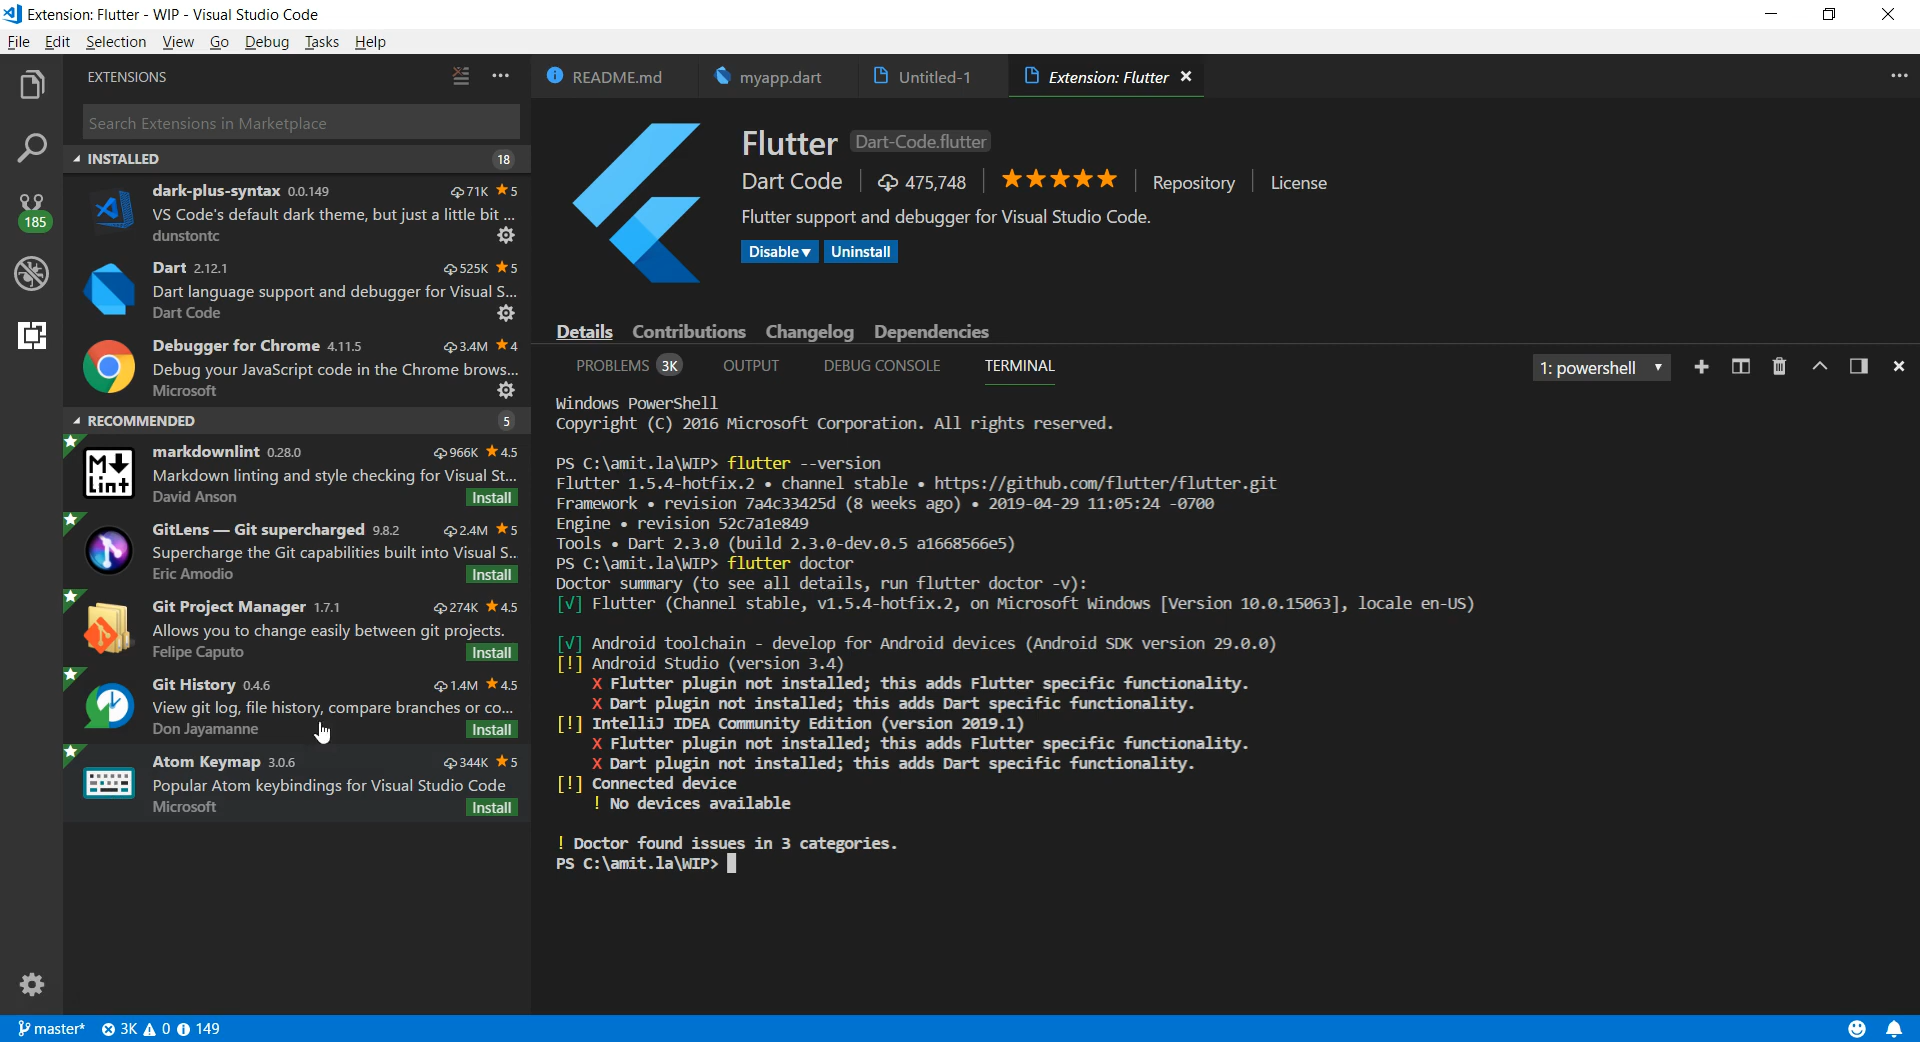 Extension: Flutter - WIP - Visual Studio Code
File Edit Selection View Go Debug Tasks Help
EXTENSIONS
Search Extensions in Marketplace
INSTALLED 18
dark-plus-syntax 0.0.149 71K 5
VS Code's default dark theme, but just a little bit ...
dunstontc
Dart 2.12.1 525K 5
Dart language support and debugger for Visual S...
Dart Code
Debugger for Chrome 4.11.5 3.4M 4
Debug your JavaScript code in the Chrome brows...
Microsoft
RECOMMENDED 5
M Lint
markdownlint 0.28.0 966K 4.5
Markdown linting and style checking for Visual St...
David Anson Install
GitLens — Git supercharged 9.8.2 2.4M 5
Supercharge the Git capabilities built into Visual S...
Eric Amodio Install
Git Project Manager 1.7.1 274K 4.5
Allows you to change easily between git projects.
Felipe Caputo Install
Git History 0.4.6 1.4M 4.5
View git log, file history, compare branches or co...
Don Jayamanne Install
Atom Keymap 3.0.6 344K 5
Popular Atom keybindings for Visual Studio Code
Microsoft Install
185
README.md myapp.dart Untitled-1 Extension: Flutter
Flutter Dart-Code.flutter
Dart Code 475,748 Repository License
Flutter support and debugger for Visual Studio Code.
Disable Uninstall
Details Contributions Changelog Dependencies
PROBLEMS 3K OUTPUT DEBUG CONSOLE TERMINAL 1: powershell
Windows PowerShell
Copyright (C) 2016 Microsoft Corporation. All rights reserved.
PS C:\amit.la\WIP> flutter --version
Flutter 1.5.4-hotfix.2 • channel stable • https://github.com/flutter/flutter.git
Framework • revision 7a4c33425d (8 weeks ago) • 2019-04-29 11:05:24 -0700
Engine • revision 52c7a1e849
Tools • Dart 2.3.0 (build 2.3.0-dev.0.5 a1668566e5)
PS C:\amit.la\WIP> flutter doctor
Doctor summary (to see all details, run flutter doctor -v):
[√] Flutter (Channel stable, v1.5.4-hotfix.2, on Microsoft Windows [Version 10.0.15063], locale en-US)
[√] Android toolchain - develop for Android devices (Android SDK version 29.0.0)
[!] Android Studio (version 3.4)
X Flutter plugin not installed; this adds Flutter specific functionality.
X Dart plugin not installed; this adds Dart specific functionality.
[!] IntelliJ IDEA Community Edition (version 2019.1)
X Flutter plugin not installed; this adds Flutter specific functionality.
X Dart plugin not installed; this adds Dart specific functionality.
[!] Connected device
! No devices available
! Doctor found issues in 3 categories.
PS C:\amit.la\WIP>
master* 3K 0 149